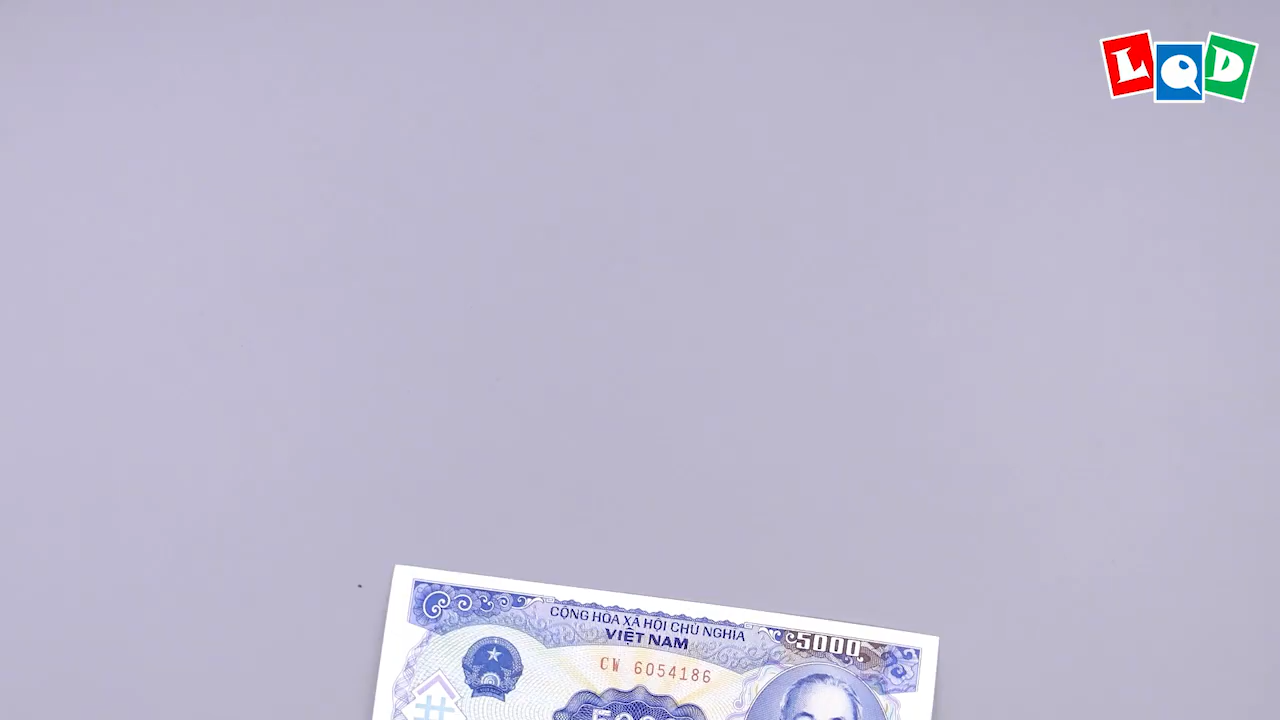 LQD
CỘNG HÒA XÃ HỘI CHỦ NGHĨA
VIỆT NAM
5000
CW 6054186